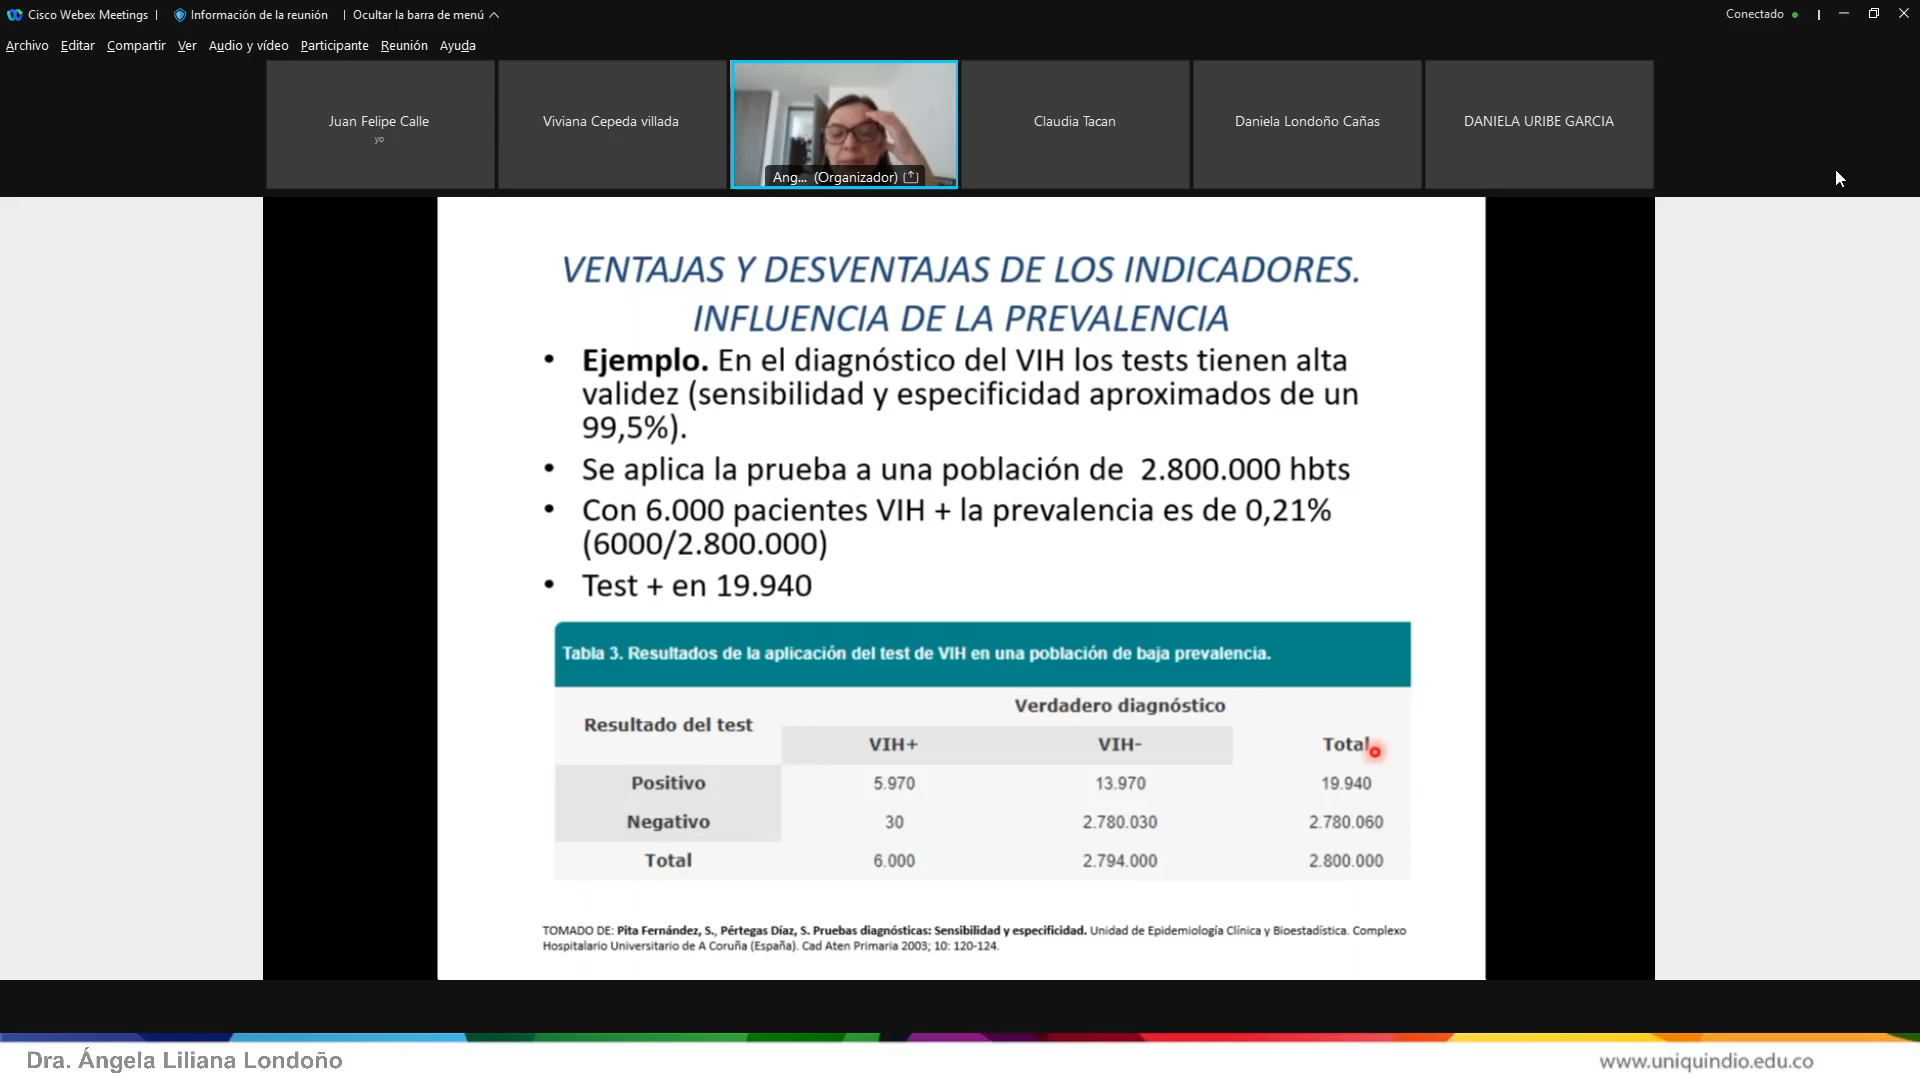 Cisco Webex Meetings | Información de la reunión | Ocultar la barra de menú Conectado
Archivo Editar Compartir Ver Audio y vídeo Participante Reunión Ayuda
Juan Felipe Calle
yo
Viviana Cepeda villada
Ang... (Organizador)
Claudia Tacan
Daniela Londoño Cañas
DANIELA URIBE GARCIA
VENTAJAS Y DESVENTAJAS DE LOS INDICADORES.
INFLUENCIA DE LA PREVALENCIA
• Ejemplo. En el diagnóstico del VIH los tests tienen alta
validez (sensibilidad y especificidad aproximados de un
99,5%).
• Se aplica la prueba a una población de 2.800.000 hbts
• Con 6.000 pacientes VIH + la prevalencia es de 0,21%
(6000/2.800.000)
• Test + en 19.940
Tabla 3. Resultados de la aplicación del test de VIH en una población de baja prevalencia.
Resultado del test Verdadero diagnóstico
VIH+ VIH- Total
Positivo 5.970 13.970 19.940
Negativo 30 2.780.030 2.780.060
Total 6.000 2.794.000 2.800.000
TOMADO DE: Pita Fernández, S., Pértegas Díaz, S. Pruebas diagnósticas: Sensibilidad y especificidad. Unidad de Epidemiología Clínica y Bioestadística. Complexo
Hospitalario Universitario de A Coruña (España). Cad Aten Primaria 2003; 10: 120-124.
Dra. Ángela Liliana Londoño
www.uniquindio.edu.co